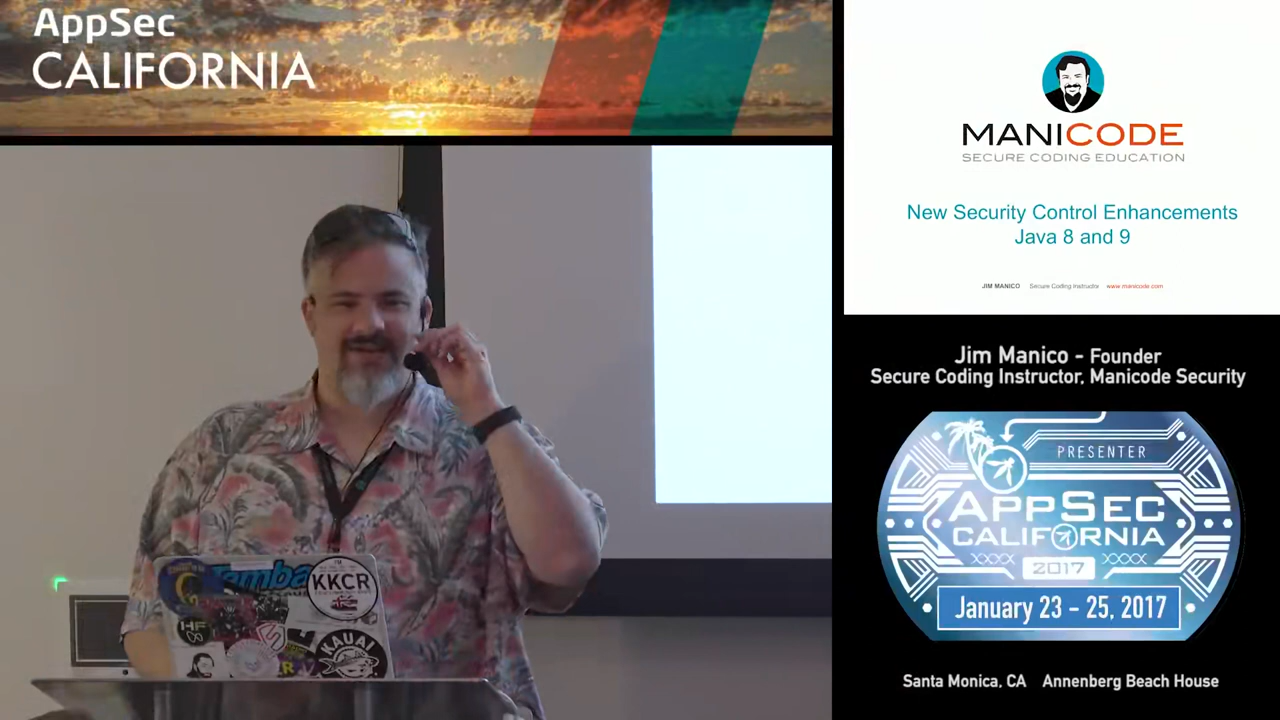 AppSec
CALIFORNIA
MANICODE
SECURE CODING EDUCATION
New Security Control Enhancements
Java 8 and 9
JIM MANICO Secure Coding Instructor www.manicode.com
Jim Manico - Founder
Secure Coding Instructor, Manicode Security
PRESENTER
APPSEC
CALIFORNIA
2017
January 23 - 25, 2017
Santa Monica, CA Annenberg Beach House
KKCR
HF
KAUAI